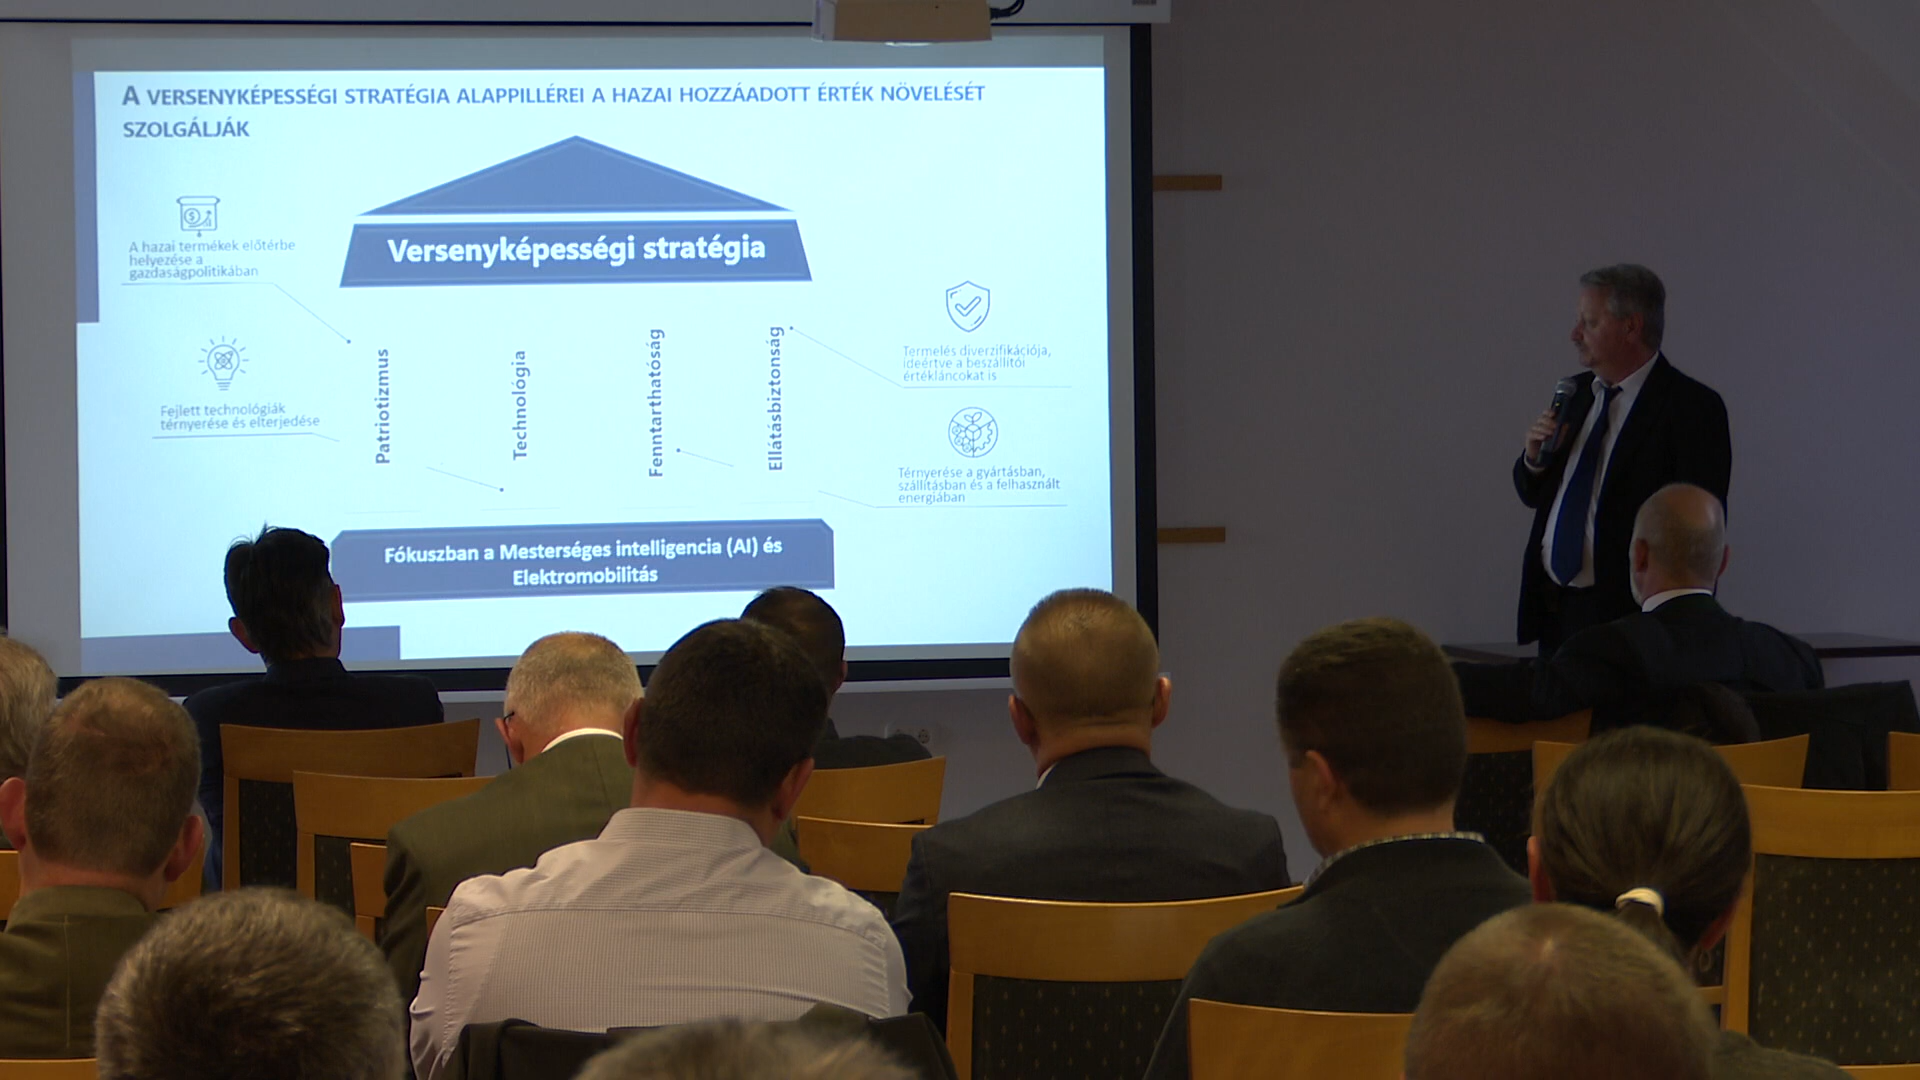 A VERSENYKÉPESSÉGI STRATÉGIA ALAPPILLÉREI A HAZAI HOZZÁADOTT ÉRTÉK NÖVELÉSÉT
SZOLGÁLJÁK
Versenyképességi stratégia
A hazai termékek előtérbe
helyezése a
gazdaságpolitikában
Fejlett technológiák
térnyerése és elterjedése
Patriotizmus
Technológia
Fenntarthatóság
Ellátásbiztonság
Termelés diverzifikációja,
ideértve a beszállítói
értékláncokat is
Térnyerése a gyártásban,
szállításban és a felhasznált
energiában
Fókuszban a Mesterséges intelligencia (AI) és
Elektromobilitás